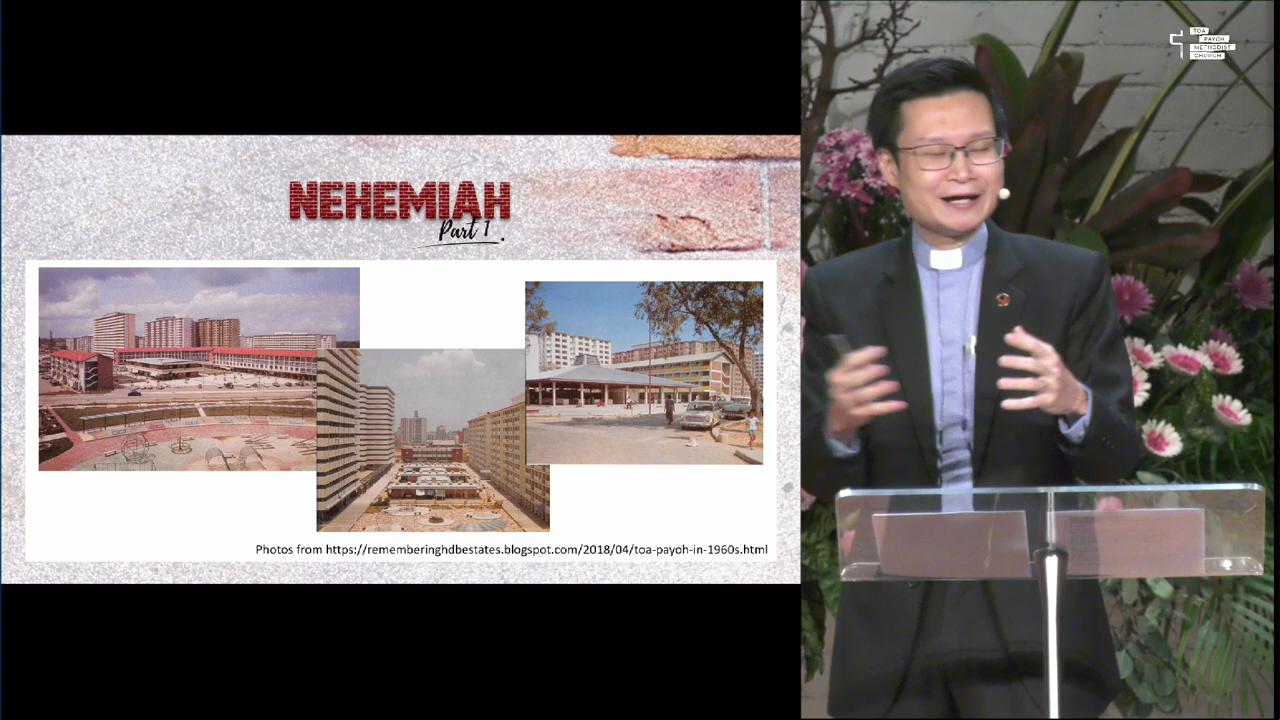 NEHEMIAH
Part 1
Photos from https://rememberinghdbestates.blogspot.com/2018/04/toa-payoh-in-1960s.html
TOA
PAYOH
METHODIST
CHURCH